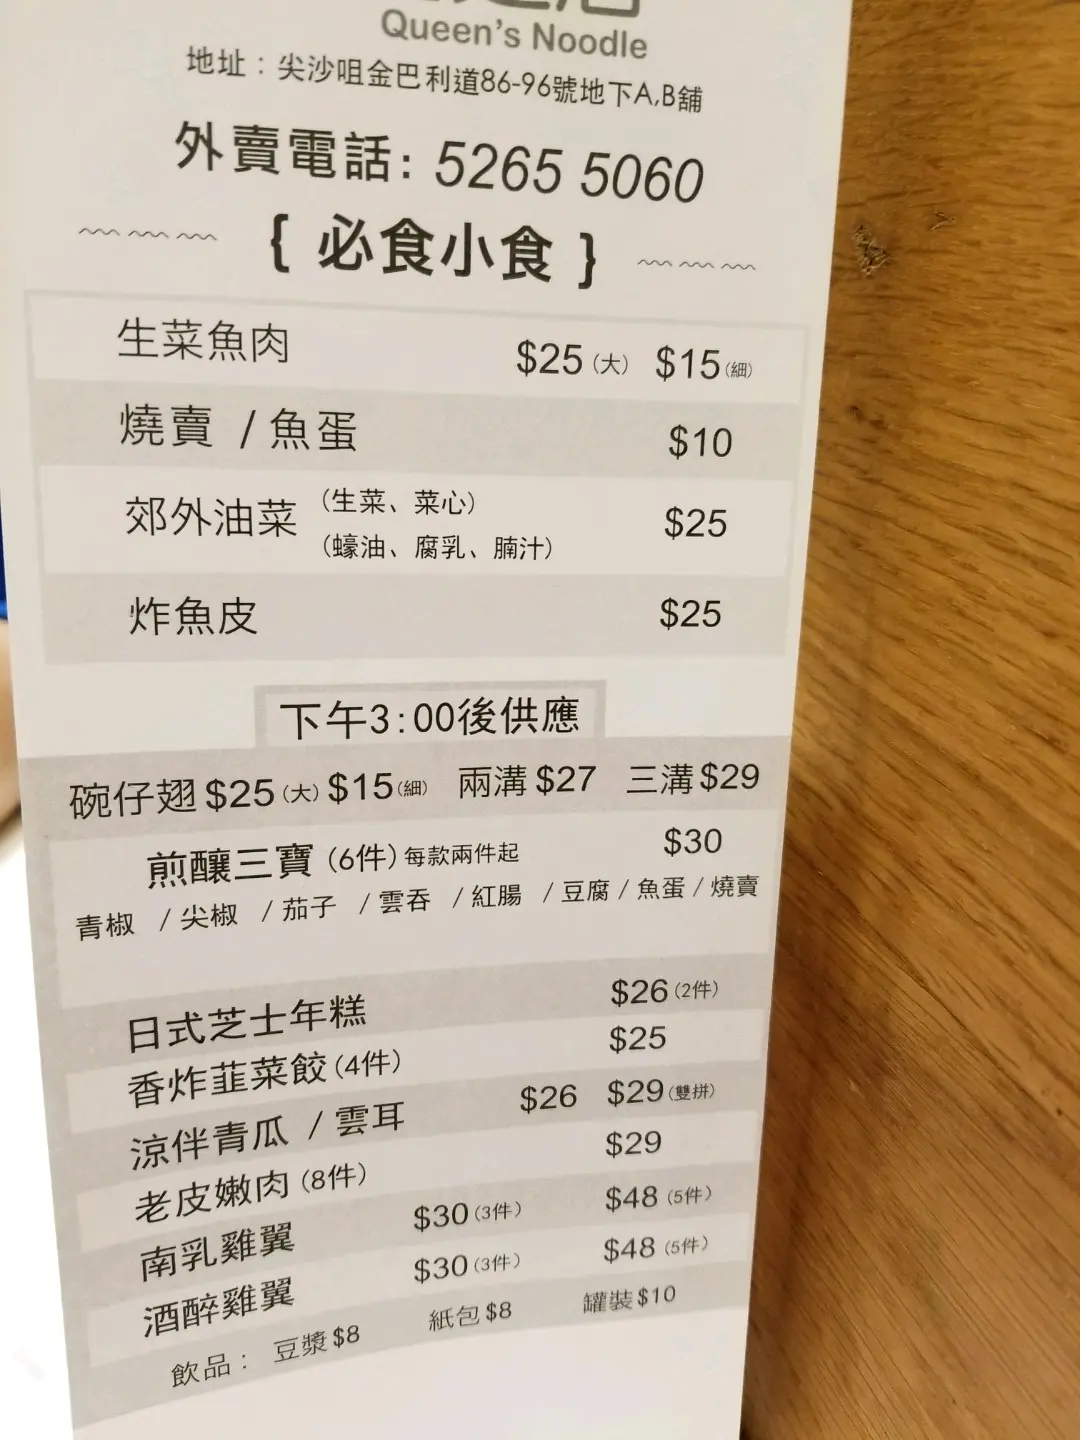 Queen's Noodle
地址：尖沙咀金巴利道86-96號地下A,B舖
外賣電話: 5265 5060
{ 必食小食 }
生菜魚肉 $25 (大) $15 (細)
燒賣 / 魚蛋 $10
郊外油菜 (生菜、菜心) $25
(蠔油、腐乳、腩汁)
炸魚皮 $25
下午3:00後供應
碗仔翅 $25 (大) $15 (細) 兩溝 $27 三溝 $29
煎釀三寶 (6件) 每款兩件起 $30
青椒 / 尖椒 / 茄子 / 雲吞 / 紅腸 / 豆腐 / 魚蛋 / 燒賣
日式芝士年糕 $26 (2件)
香炸韮菜餃 (4件) $25
涼伴青瓜 / 雲耳 $26 $29 (雙拼)
老皮嫩肉 (8件) $29
南乳雞翼 $30 (3件) $48 (5件)
酒醉雞翼 $30 (3件) $48 (5件)
飲品： 豆漿 $8 紙包 $8 罐裝 $10